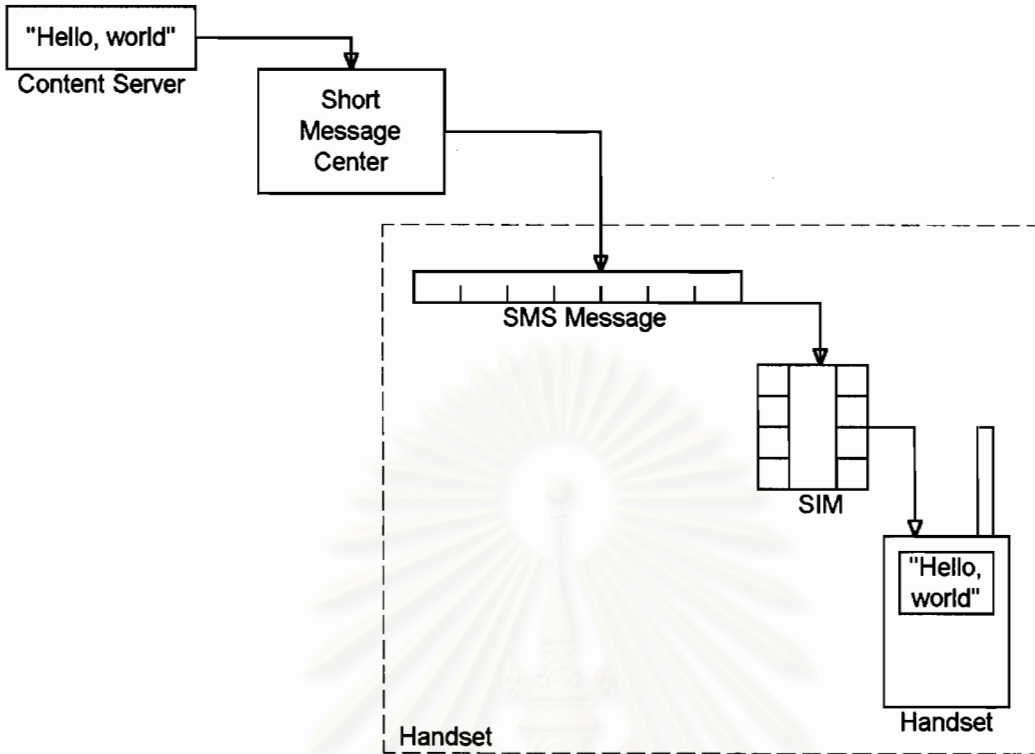 "Hello, world"
Content Server
Short
Message
Center
SMS Message
SIM
"Hello,
world"
Handset
Handset